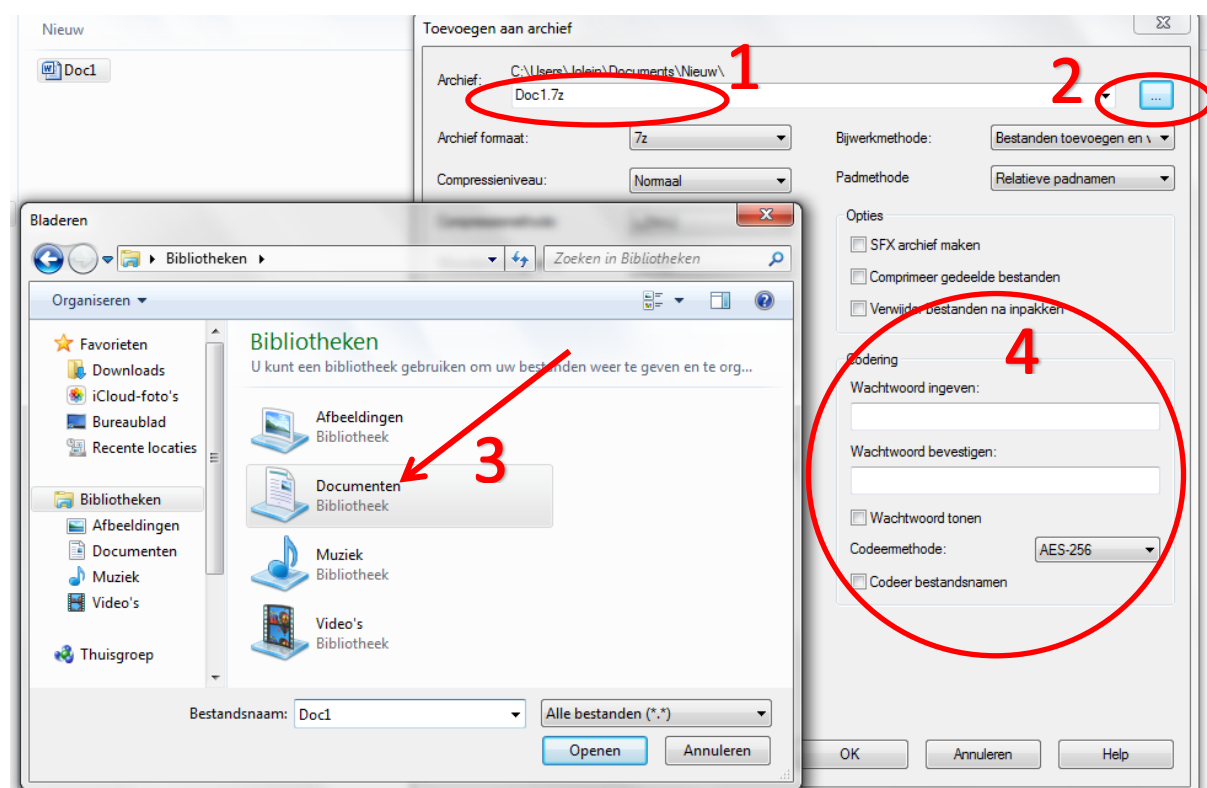 Nieuw
Doc1
Toevoegen aan archief
1
2
Archief:
C:\Users\Jolein\Documents\Nieuw\
Doc1.7z
...
Archief formaat:
7z
Bijwerkmethode:
Bestanden toevoegen en v
Compressieniveau:
Normaal
Padmethode
Relatieve padnamen
Opties
SFX archief maken
Comprimeer gedeelde bestanden
Verwijder bestanden na inpakken
4
Codering
Wachtwoord ingeven:
Wachtwoord bevestigen:
Wachtwoord tonen
Codeermethode:
AES-256
Codeer bestandsnamen
OK
Annuleren
Help
Bladeren
Bibliotheken
Zoeken in Bibliotheken
Organiseren
Favorieten
Downloads
iCloud-foto's
Bureaublad
Recente locaties
Bibliotheken
Afbeeldingen
Documenten
Muziek
Video's
Thuisgroep
Bibliotheken
U kunt een bibliotheek gebruiken om uw bestanden weer te geven en te org...
Afbeeldingen
Bibliotheek
3
Documenten
Bibliotheek
Muziek
Bibliotheek
Video's
Bibliotheek
Bestandsnaam:
Doc1
Alle bestanden (*.*)
Openen
Annuleren